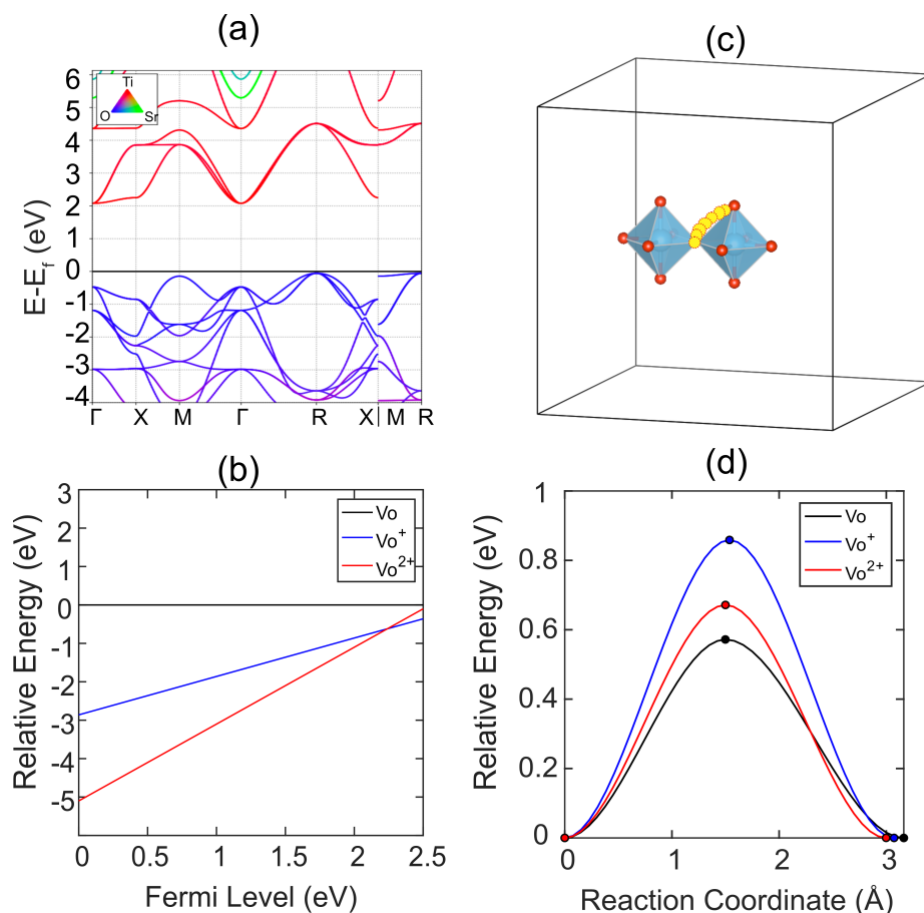 (a)
6
5
4
3
2
1
0
-1
-2
-3
-4
E-E_f (eV)
Ti
O Sr
Γ X M Γ R X|M R
(c)
(b)
3
2
1
0
-1
-2
-3
-4
-5
Relative Energy (eV)
Vo
Vo⁺
Vo²⁺
0 0.5 1 1.5 2 2.5
Fermi Level (eV)
(d)
1
0.8
0.6
0.4
0.2
0
Relative Energy (eV)
Vo
Vo⁺
Vo²⁺
0 1 2 3
Reaction Coordinate (Å)